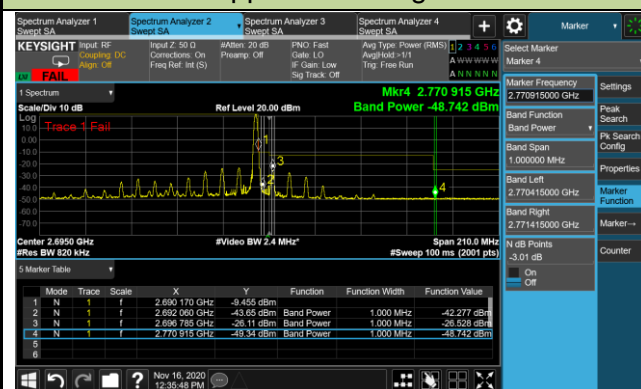 Spectrum Analyzer 1
Swept SA
Spectrum Analyzer 2
Swept SA
Spectrum Analyzer 3
Swept SA
Spectrum Analyzer 4
Swept SA
+
Marker
KEYSIGHT
Input: RF
Coupling: DC
Align: Off
Input Z: 50 Ω
Corrections: On
Freq Ref: Int (S)
#Atten: 20 dB
Preamp: Off
PNO: Fast
Gate: LO
IF Gain: Low
Sig Track: Off
Avg Type: Power (RMS)
Avg|Hold:>1/1
Trig: Free Run
1 2 3 4 5 6
A W W W W W
A N N N N N
LV FAIL
1 Spectrum
Scale/Div 10 dB
Ref Level 20.00 dBm
Mkr4 2.770 915 GHz
Band Power -48.742 dBm
Log
Trace 1 Fail
10.0
0.00
-10.0
-20.0
-30.0
-40.0
-50.0
-60.0
-70.0
1
2
3
4
Center 2.6950 GHz
#Res BW 820 kHz
#Video BW 2.4 MHz*
Span 210.0 MHz
#Sweep 100 ms (2001 pts)
5 Marker Table
Mode Trace Scale X Y Function Function Width Function Value
1 N 1 f 2.690 170 GHz -9.455 dBm
2 N 1 f 2.692 060 GHz -43.65 dBm Band Power 1.000 MHz -42.277 dBm
3 N 1 f 2.696 785 GHz -26.11 dBm Band Power 1.000 MHz -26.528 dBm
4 N 1 f 2.770 915 GHz -49.34 dBm Band Power 1.000 MHz -48.742 dBm
5
6
Nov 16, 2020
12:35:48 PM
Select Marker
Marker 4
Marker Frequency
2.770915000 GHz
Band Function
Band Power
Band Span
1.000000 MHz
Band Left
2.770415000 GHz
Band Right
2.771415000 GHz
N dB Points
-3.01 dB
On
Off
Settings
Peak
Search
Pk Search
Config
Properties
Marker
Function
Marker→
Counter